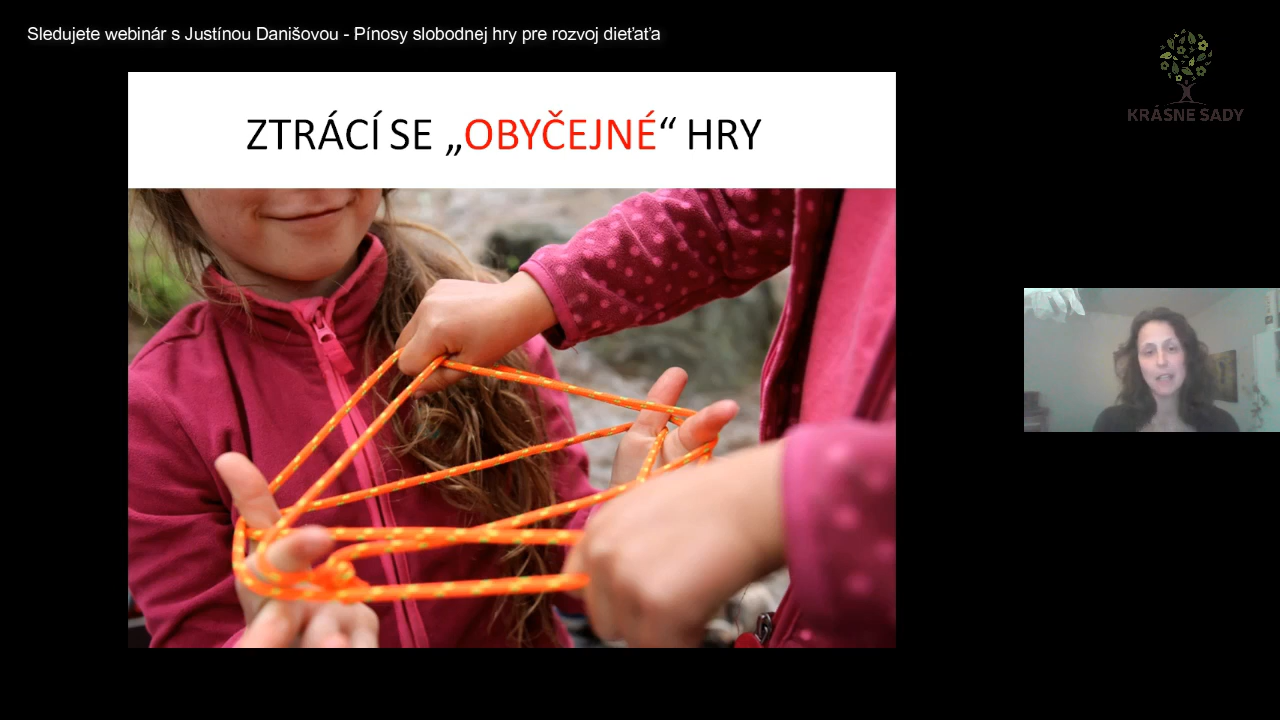 Sledujete webinár s Justínou Danišovou - Pínosy slobodnej hry pre rozvoj dieťaťa
KRÁSNE SADY
ZTRÁCÍ SE „OBYČEJNÉ“ HRY